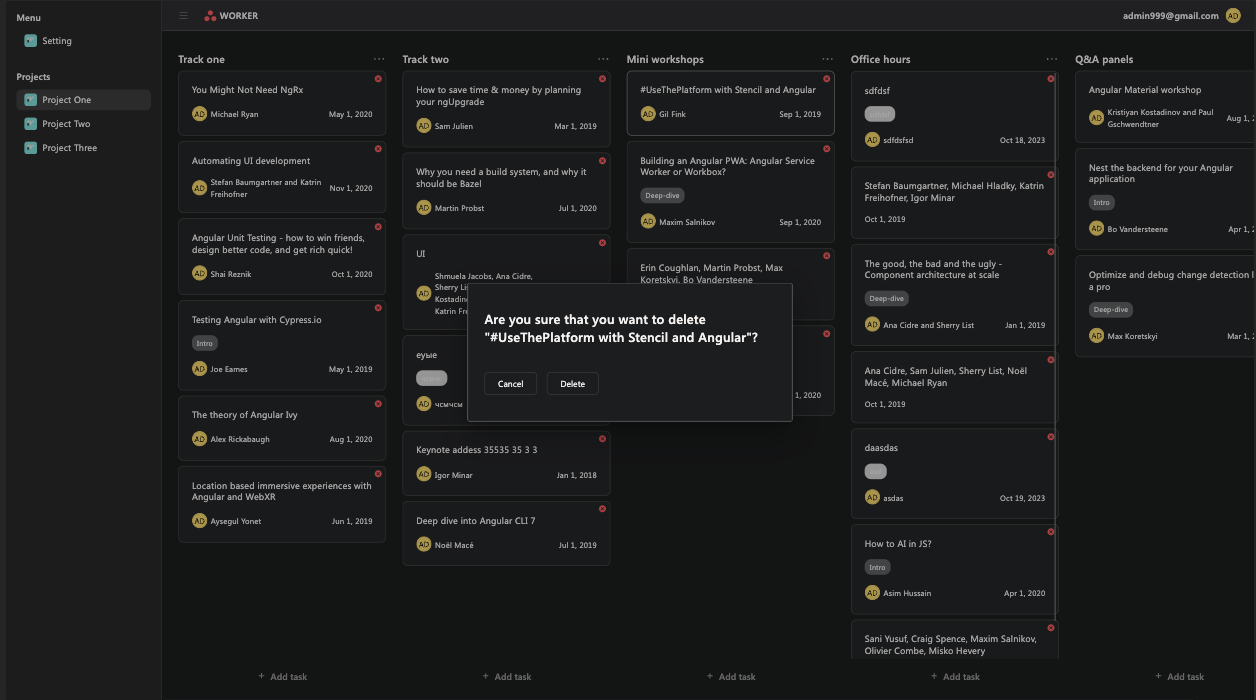 Menu
Setting
Projects
Project One
Project Two
Project Three
WORKER
admin999@gmail.com AD
Track one
You Might Not Need NgRx
AD Michael Ryan May 1, 2020
Automating UI development
AD Stefan Baumgartner and Katrin
Freihofner Nov 1, 2020
Angular Unit Testing - how to win friends,
design better code, and get rich quick!
AD Shai Reznik Oct 1, 2020
Testing Angular with Cypress.io
Intro
AD Joe Eames May 1, 2019
The theory of Angular Ivy
AD Alex Rickabaugh Aug 1, 2020
Location based immersive experiences with
Angular and WebXR
AD Aysegul Yonet Jun 1, 2019
+ Add task
Track two
How to save time & money by planning
your ngUpgrade
AD Sam Julien Mar 1, 2019
Why you need a build system, and why it
should be Bazel
AD Martin Probst Jul 1, 2020
UI
Shmuela Jacobs, Ana Cidre,
AD Sherry Lis
Kostadino
Katrin Fre
еуые
AD чсмчсм
Keynote addess 35535 35 3 3
AD Igor Minar Jan 1, 2018
Deep dive into Angular CLI 7
AD Noël Macé Jul 1, 2019
+ Add task
Mini workshops
#UseThePlatform with Stencil and Angular
AD Gil Fink Sep 1, 2019
Building an Angular PWA: Angular Service
Worker or Workbox?
Deep-dive
AD Maxim Salnikov Sep 1, 2020
Erin Coughlan, Martin Probst, Max
Koretskyi, Bo Vandersteene
1, 2020
+ Add task
Are you sure that you want to delete
"#UseThePlatform with Stencil and Angular"?
Cancel
Delete
Office hours
sdfdsf
AD sdfdsfsd Oct 18, 2023
Stefan Baumgartner, Michael Hladky, Katrin
Freihofner, Igor Minar
Oct 1, 2019
The good, the bad and the ugly -
Component architecture at scale
Deep-dive
AD Ana Cidre and Sherry List Jan 1, 2019
Ana Cidre, Sam Julien, Sherry List, Noël
Macé, Michael Ryan
Oct 1, 2019
daasdas
AD asdas Oct 19, 2023
How to AI in JS?
Intro
AD Asim Hussain Apr 1, 2020
Sani Yusuf, Craig Spence, Maxim Salnikov,
Olivier Combe, Misko Hevery
+ Add task
Q&A panels
Angular Material workshop
AD Kristiyan Kostadinov and Paul
Gschwendtner Aug 1, 2
Nest the backend for your Angular
application
Intro
AD Bo Vandersteene Apr 1, 2
Optimize and debug change detection l
a pro
Deep-dive
AD Max Koretskyi Mar 1, 2
+ Add task